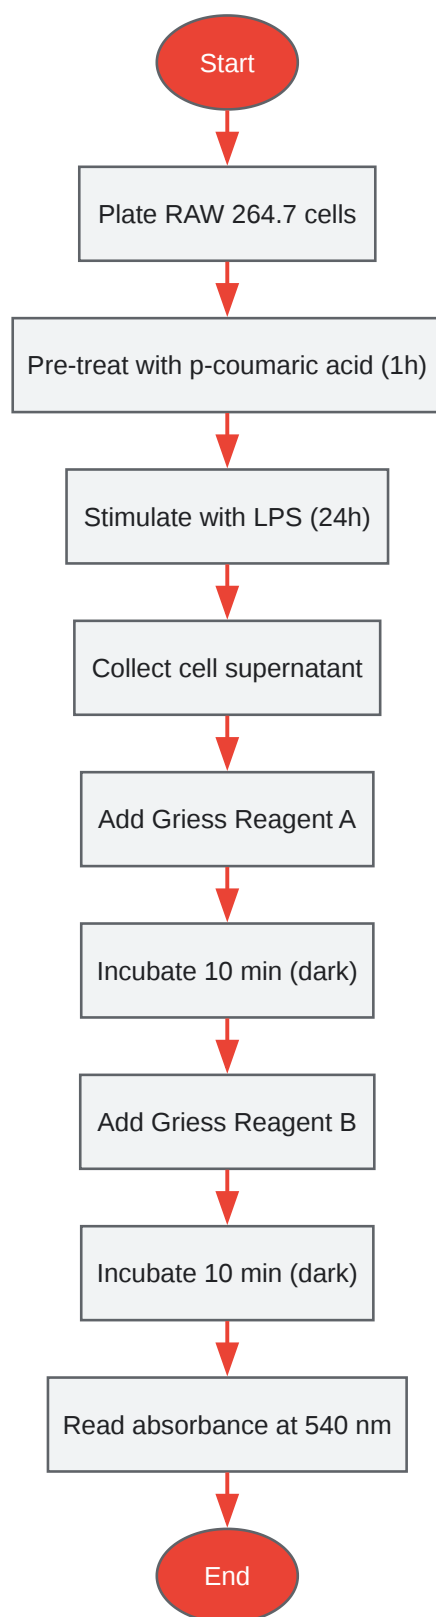 Start
Plate RAW 264.7 cells
Pre-treat with p-coumaric acid (1h)
Stimulate with LPS (24h)
Collect cell supernatant
Add Griess Reagent A
Incubate 10 min (dark)
Add Griess Reagent B
Incubate 10 min (dark)
Read absorbance at 540 nm
End